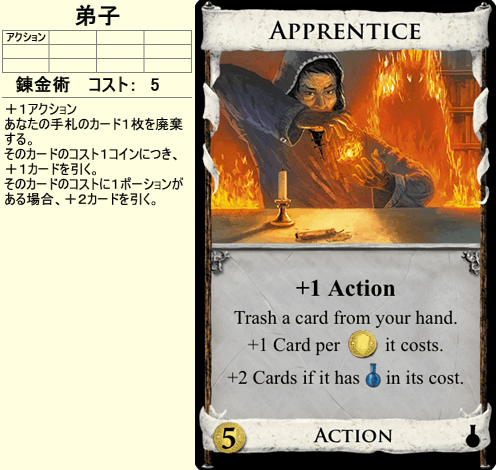 弟子
アクション
錬金術　コスト：　5
＋１アクション
あなたの手札のカード１枚を廃棄
する。
そのカードのコスト１コインにつき、
＋１カードを引く。
そのカードのコストに１ポーションが
ある場合、＋２カードを引く。
APPRENTICE
+1 Action
Trash a card from your hand.
+1 Card per it costs.
+2 Cards if it has in its cost.
5
ACTION